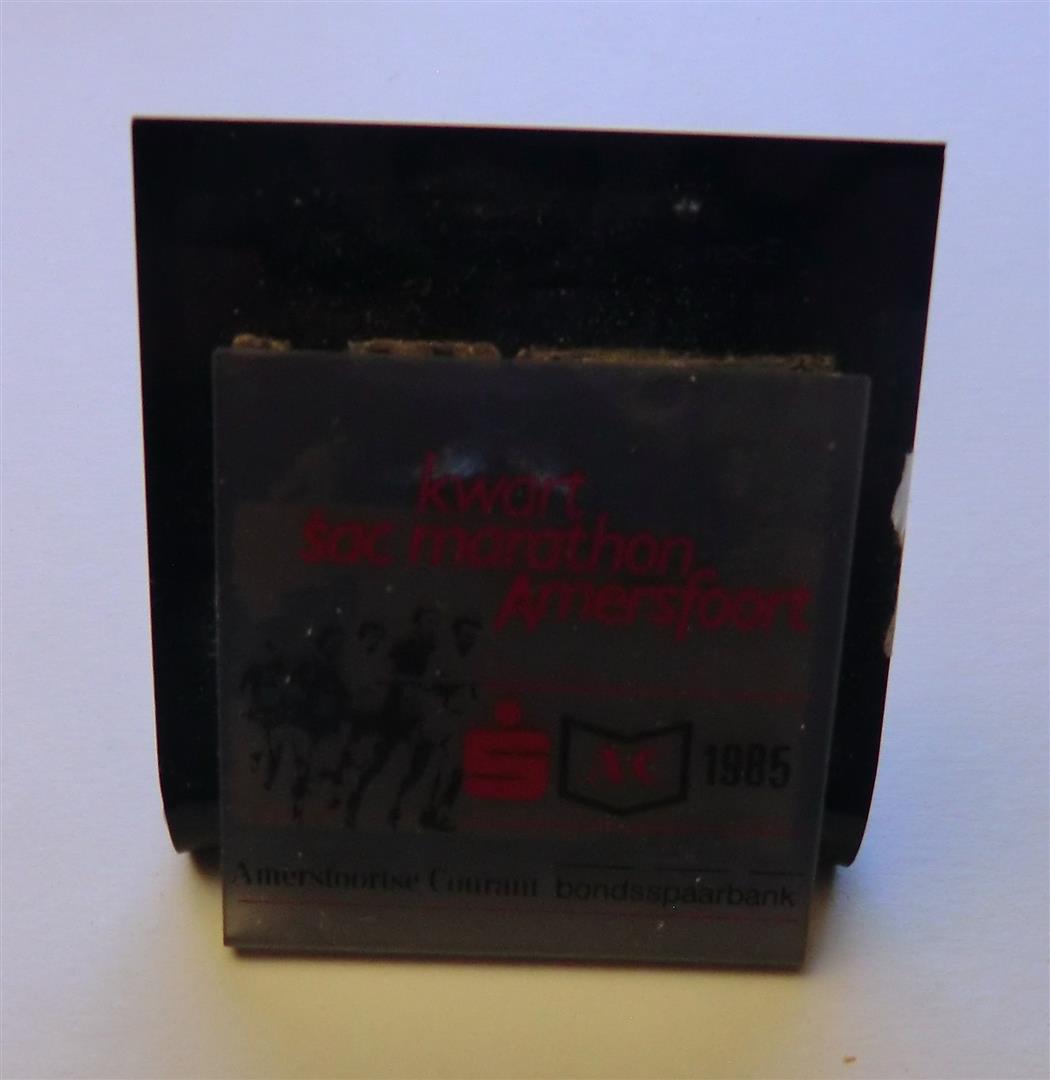 kwart
sac marathon
Amersfoort
S AC 1985
Amersfoortse Courant bondsspaarbank